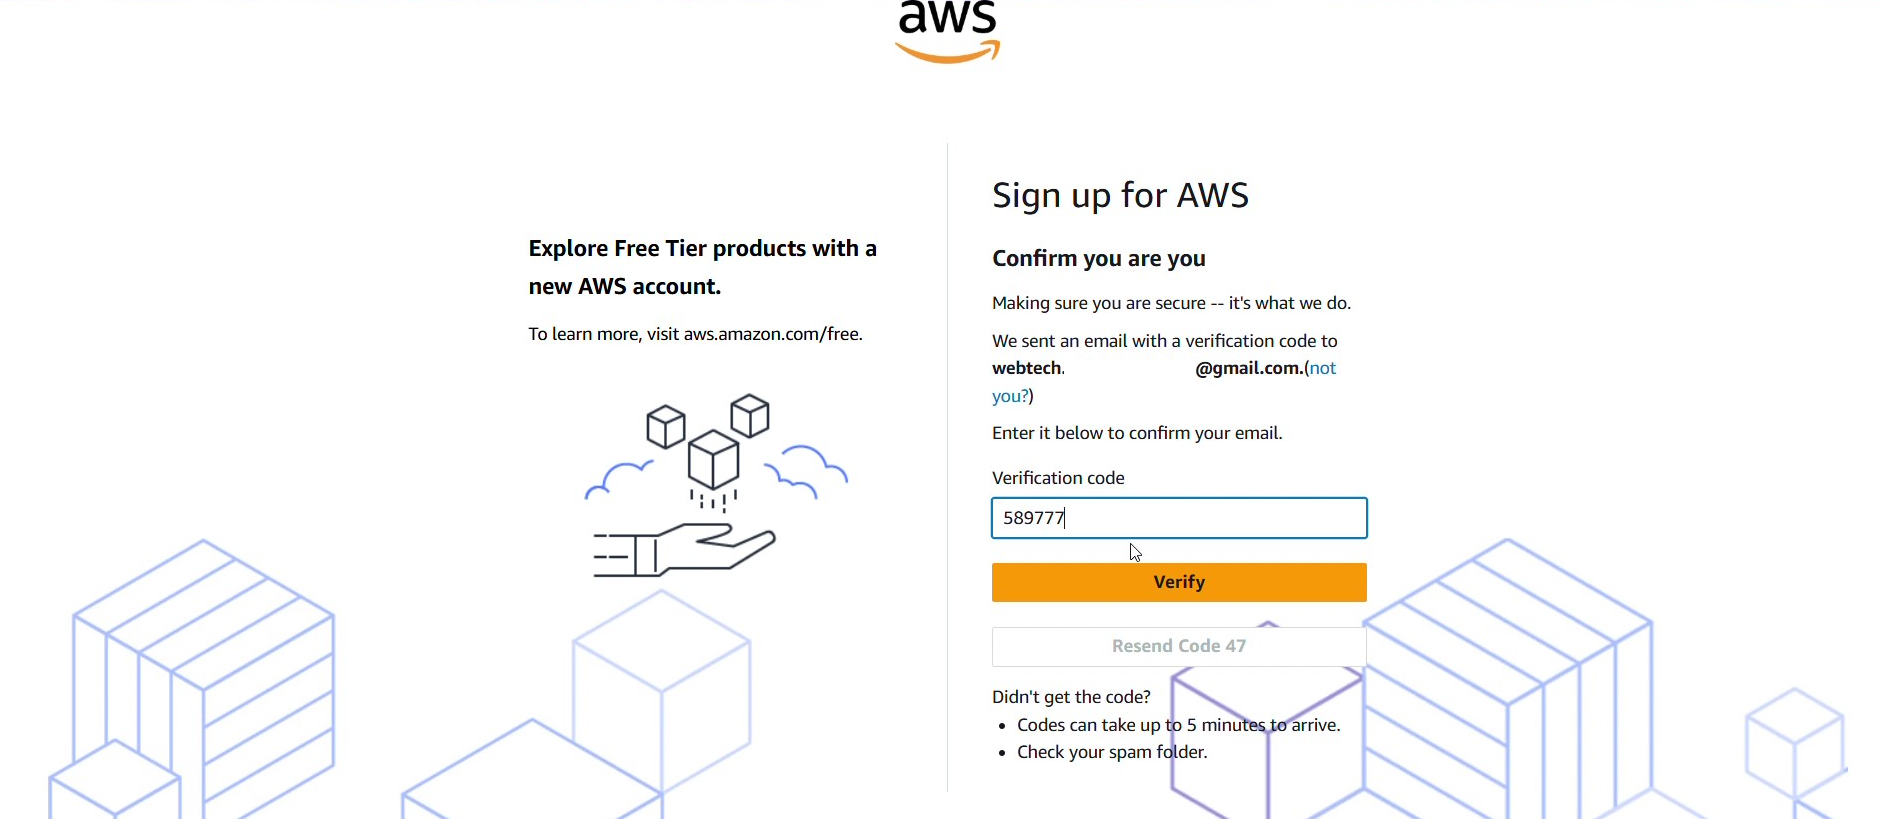 aws
Explore Free Tier products with a
new AWS account.
To learn more, visit aws.amazon.com/free.
Sign up for AWS
Confirm you are you
Making sure you are secure -- it's what we do.
We sent an email with a verification code to
webtech. @gmail.com.(not
you?)
Enter it below to confirm your email.
Verification code
589777
Verify
Resend Code 47
Didn't get the code?
• Codes can take up to 5 minutes to arrive.
• Check your spam folder.